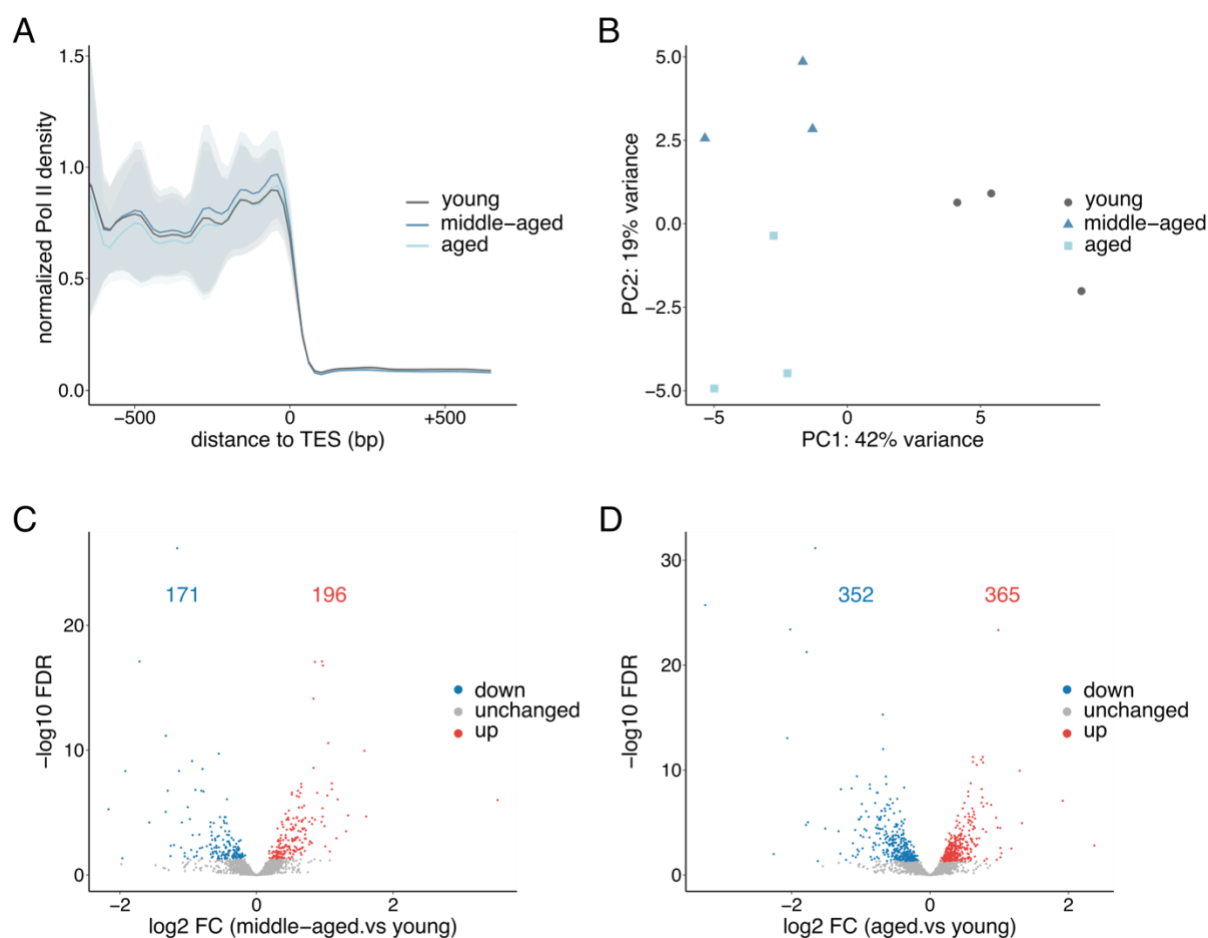 A
normalized Pol II density
1.5
1.0
0.5
0.0
−500
0
+500
distance to TES (bp)
young
middle−aged
aged
B
PC2: 19% variance
5.0
2.5
0.0
−2.5
−5.0
−5
0
5
PC1: 42% variance
young
middle−aged
aged
C
−log10 FDR
20
10
0
171
196
−2
0
2
log2 FC (middle−aged.vs young)
down
unchanged
up
D
−log10 FDR
30
20
10
0
352
365
−2
0
2
log2 FC (aged.vs young)
down
unchanged
up